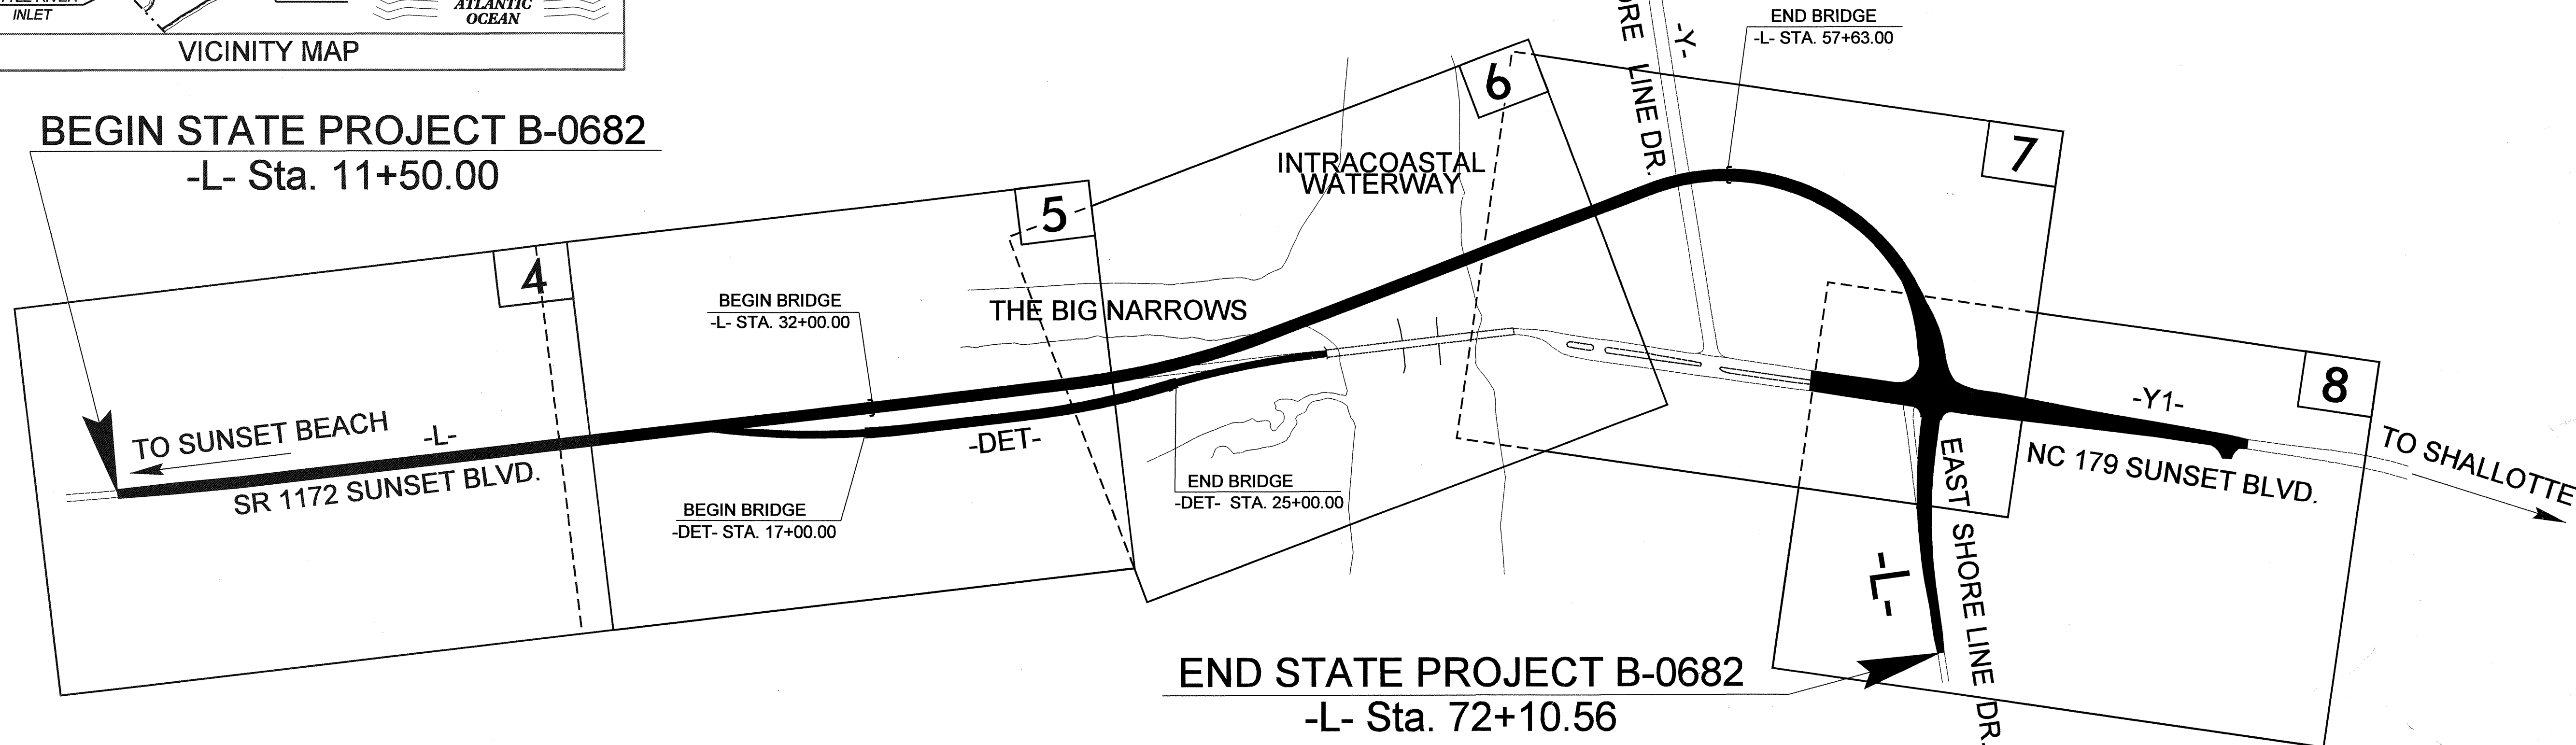 INLET
ATLANTIC
OCEAN
VICINITY MAP
BEGIN STATE PROJECT B-0682
-L- Sta. 11+50.00
4
TO SUNSET BEACH
-L-
SR 1172 SUNSET BLVD.
5
BEGIN BRIDGE
-L- STA. 32+00.00
THE BIG NARROWS
-DET-
BEGIN BRIDGE
-DET- STA. 17+00.00
END BRIDGE
-DET- STA. 25+00.00
6
INTRACOASTAL
WATERWAY
LINE DR.
-Y-
END BRIDGE
-L- STA. 57+63.00
7
8
-Y1-
NC 179 SUNSET BLVD.
TO SHALLOTTE
EAST SHORE LINE DR.
-L-
END STATE PROJECT B-0682
-L- Sta. 72+10.56